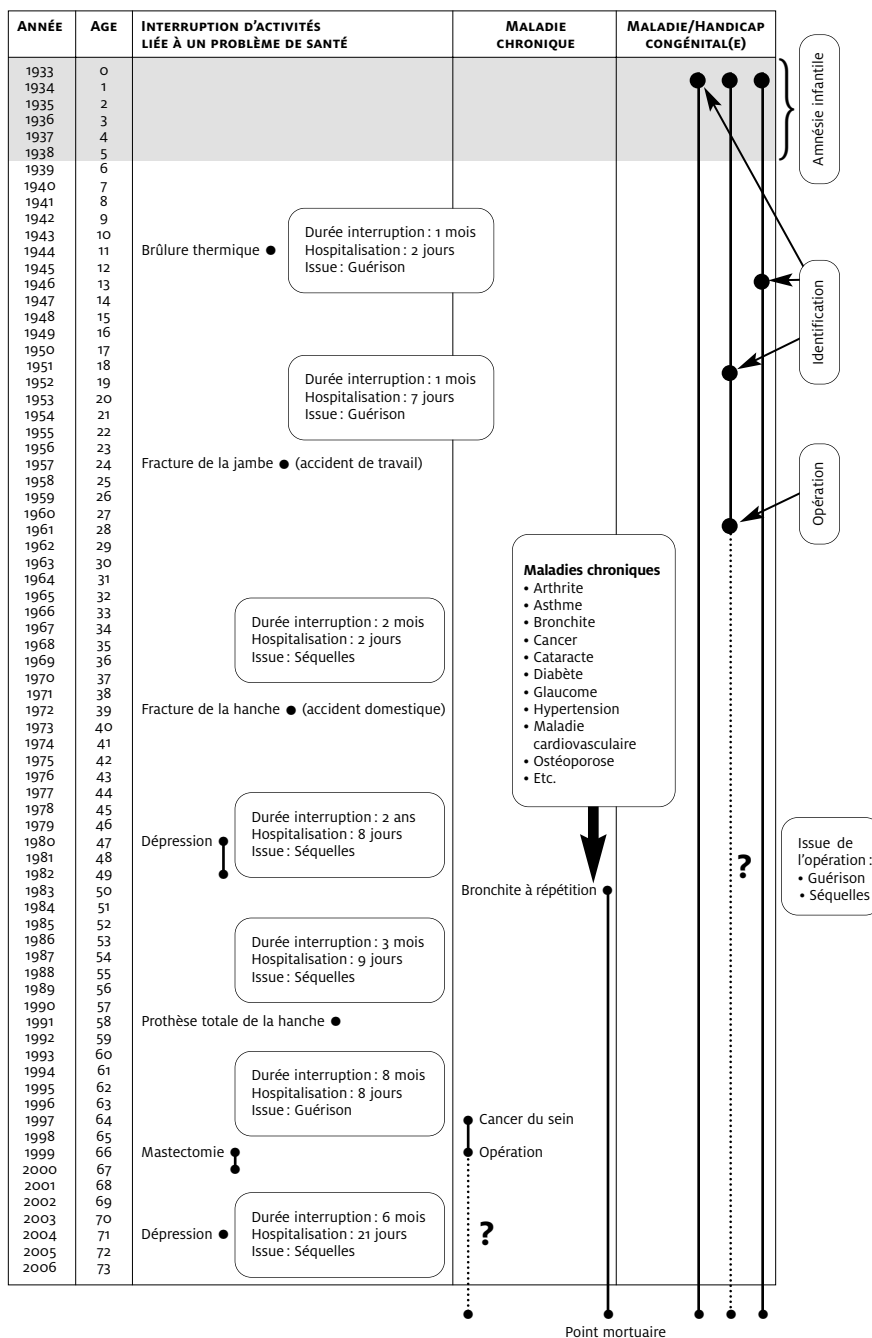 ANNÉE AGE INTERRUPTION D'ACTIVITÉS LIÉE À UN PROBLÈME DE SANTÉ MALADIE CHRONIQUE MALADIE/HANDICAP CONGÉNITAL(E)
1933 0
1934 1
1935 2
1936 3
1937 4
1938 5
Amnésie infantile
1939 6
1940 7
1941 8
1942 9
1943 10
1944 11 Brûlure thermique
Durée interruption : 1 mois
Hospitalisation : 2 jours
Issue : Guérison
1945 12
1946 13
1947 14
1948 15
Identification
1949 16
1950 17
1951 18
1952 19
1953 20
1954 21
Durée interruption : 1 mois
Hospitalisation : 7 jours
Issue : Guérison
1955 22
1956 23
1957 24 Fracture de la jambe • (accident de travail)
1958 25
1959 26
1960 27
Opération
1961 28
1962 29
1963 30
1964 31
1965 32
1966 33
1967 34
1968 35
1969 36
1970 37
Durée interruption : 2 mois
Hospitalisation : 2 jours
Issue : Séquelles
Maladies chroniques
• Arthrite
• Asthme
• Bronchite
• Cancer
• Cataracte
• Diabète
• Glaucome
• Hypertension
• Maladie
cardiovasculaire
• Ostéoporose
• Etc.
1971 38
1972 39 Fracture de la hanche • (accident domestique)
1973 40
1974 41
1975 42
1976 43
1977 44
1978 45
1979 46
1980 47 Dépression
Durée interruption : 2 ans
Hospitalisation : 8 jours
Issue : Séquelles
?
Issue de
l'opération :
• Guérison
• Séquelles
1981 48
1982 49
1983 50 Bronchite à répétition
1984 51
1985 52
1986 53
1987 54
1988 55
1989 56
Durée interruption : 3 mois
Hospitalisation : 9 jours
Issue : Séquelles
1990 57
1991 58 Prothèse totale de la hanche
1992 59
1993 60
1994 61
1995 62
1996 63
Durée interruption : 8 mois
Hospitalisation : 8 jours
Issue : Guérison
1997 64 Cancer du sein
1998 65
1999 66 Mastectomie Opération
2000 67
2001 68
2002 69
2003 70
2004 71 Dépression
Durée interruption : 6 mois
Hospitalisation : 21 jours
Issue : Séquelles
?
2005 72
2006 73
Point mortuaire